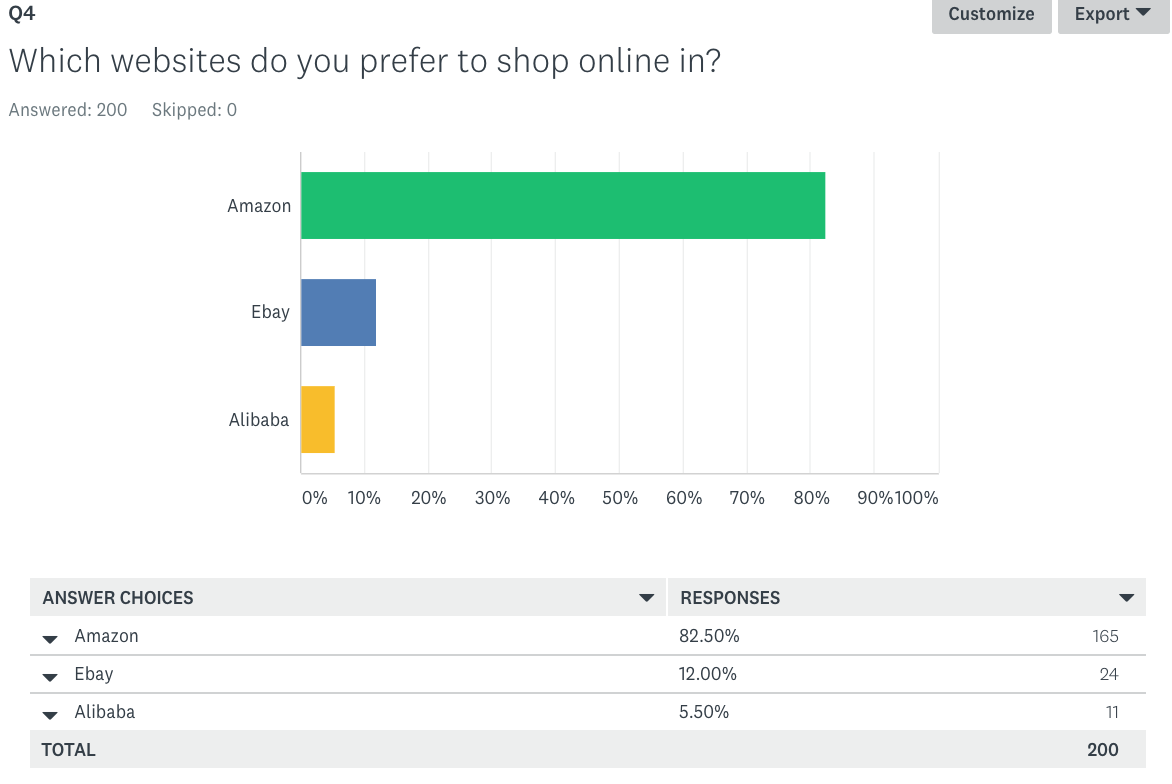 Q4
Customize
Export
Which websites do you prefer to shop online in?
Answered: 200 Skipped: 0
Amazon
Ebay
Alibaba
0% 10% 20% 30% 40% 50% 60% 70% 80% 90% 100%
ANSWER CHOICES RESPONSES
Amazon 82.50% 165
Ebay 12.00% 24
Alibaba 5.50% 11
TOTAL 200